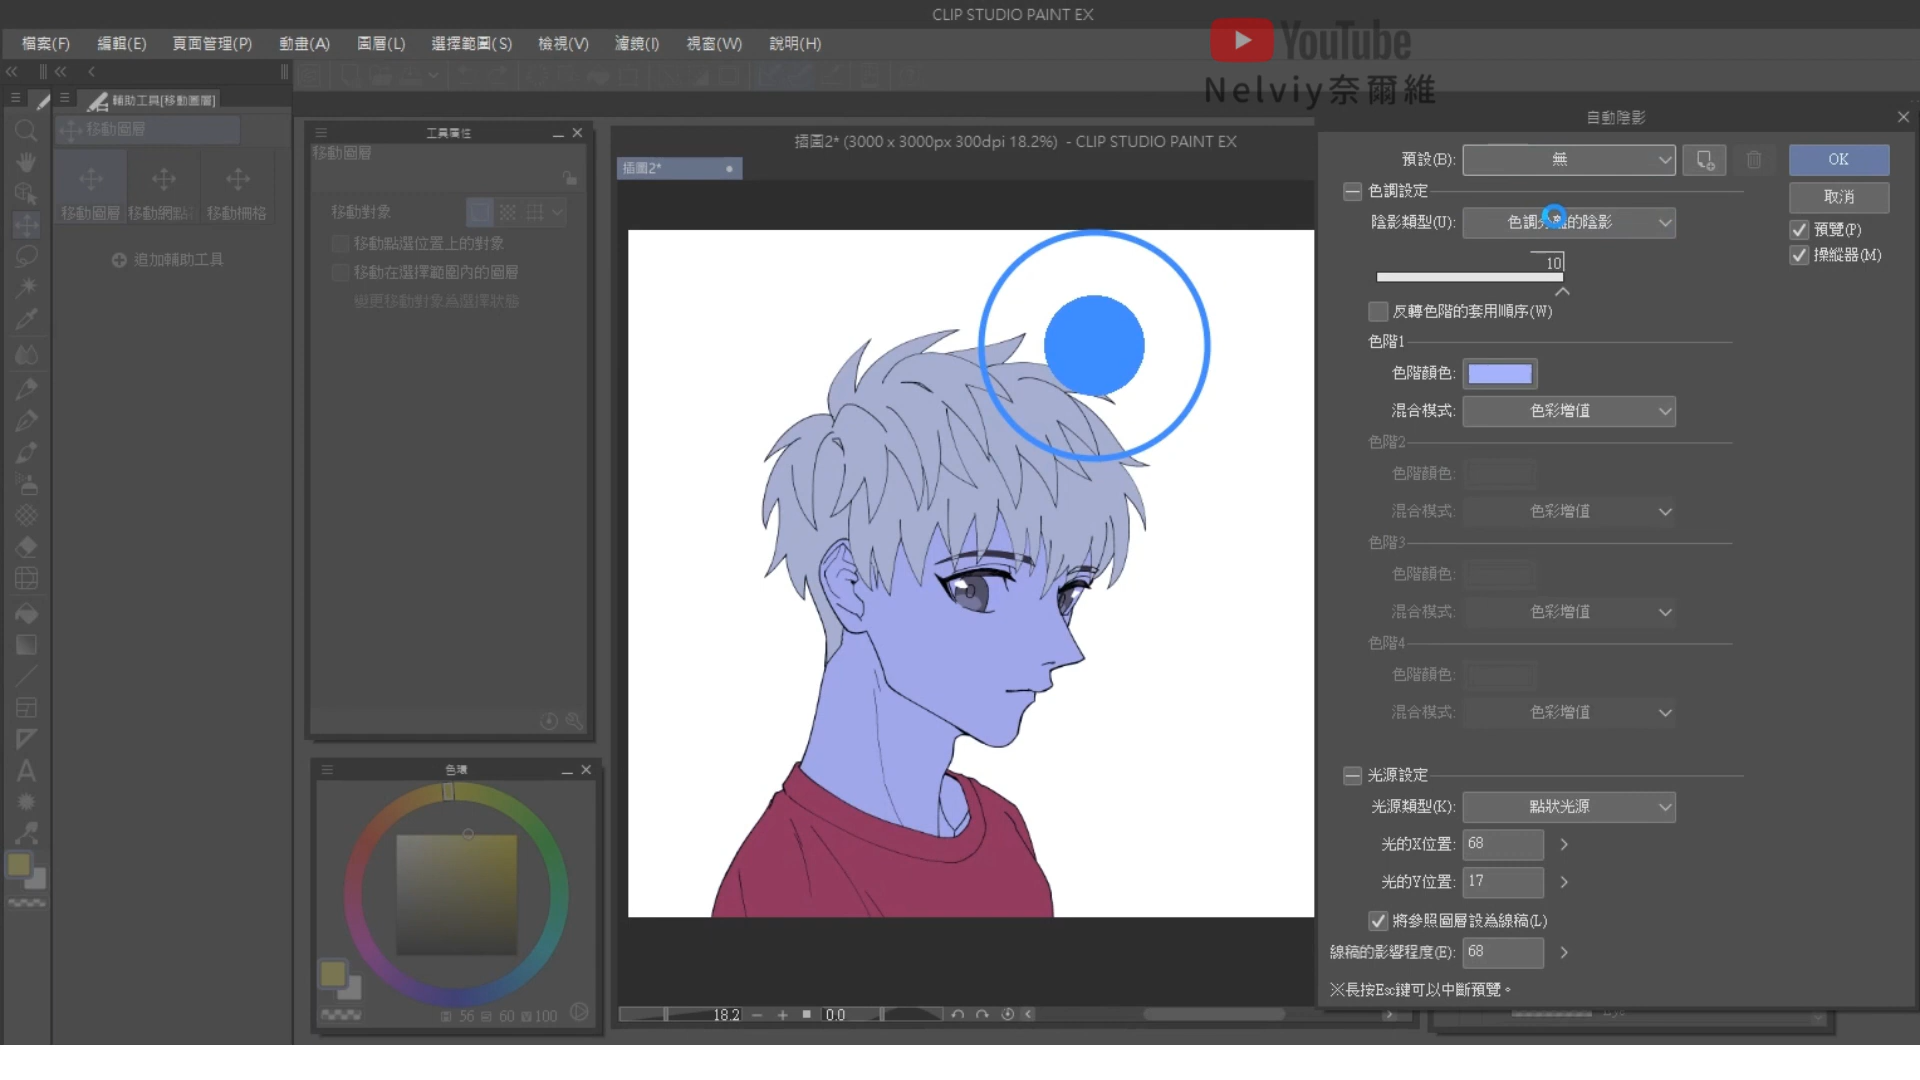 CLIP STUDIO PAINT EX
檔案(F) 編輯(E) 頁面管理(P) 動畫(A) 圖層(L) 選擇範圍(S) 檢視(V) 濾鏡(I) 視窗(W) 說明(H)
YouTube
Nelviy奈爾維
輔助工具[移動圖層]
移動圖層
移動圖層 移動網點 移動柵格
追加輔助工具
工具屬性
移動圖層
移動對象
移動點選位置上的對象
移動在選擇範圍內的圖層
變更移動對象為選擇狀態
色環
56 60 100
插圖2* (3000 x 3000px 300dpi 18.2%) - CLIP STUDIO PAINT EX
插圖2*
18.2
0.0
自動陰影
預設(B): 無
OK
色調設定
取消
陰影類型(U): 色調分離的陰影
預覽(P)
操縱器(M)
10
反轉色階的套用順序(W)
色階1
色階顏色:
混合模式: 色彩增值
色階2
色階顏色:
混合模式: 色彩增值
色階3
色階顏色:
混合模式: 色彩增值
色階4
色階顏色:
混合模式: 色彩增值
光源設定
光源類型(K): 點狀光源
光的X位置: 68
光的Y位置: 17
將參照圖層設為線稿(L)
線稿的影響程度(E): 68
※長按Esc鍵可以中斷預覽。